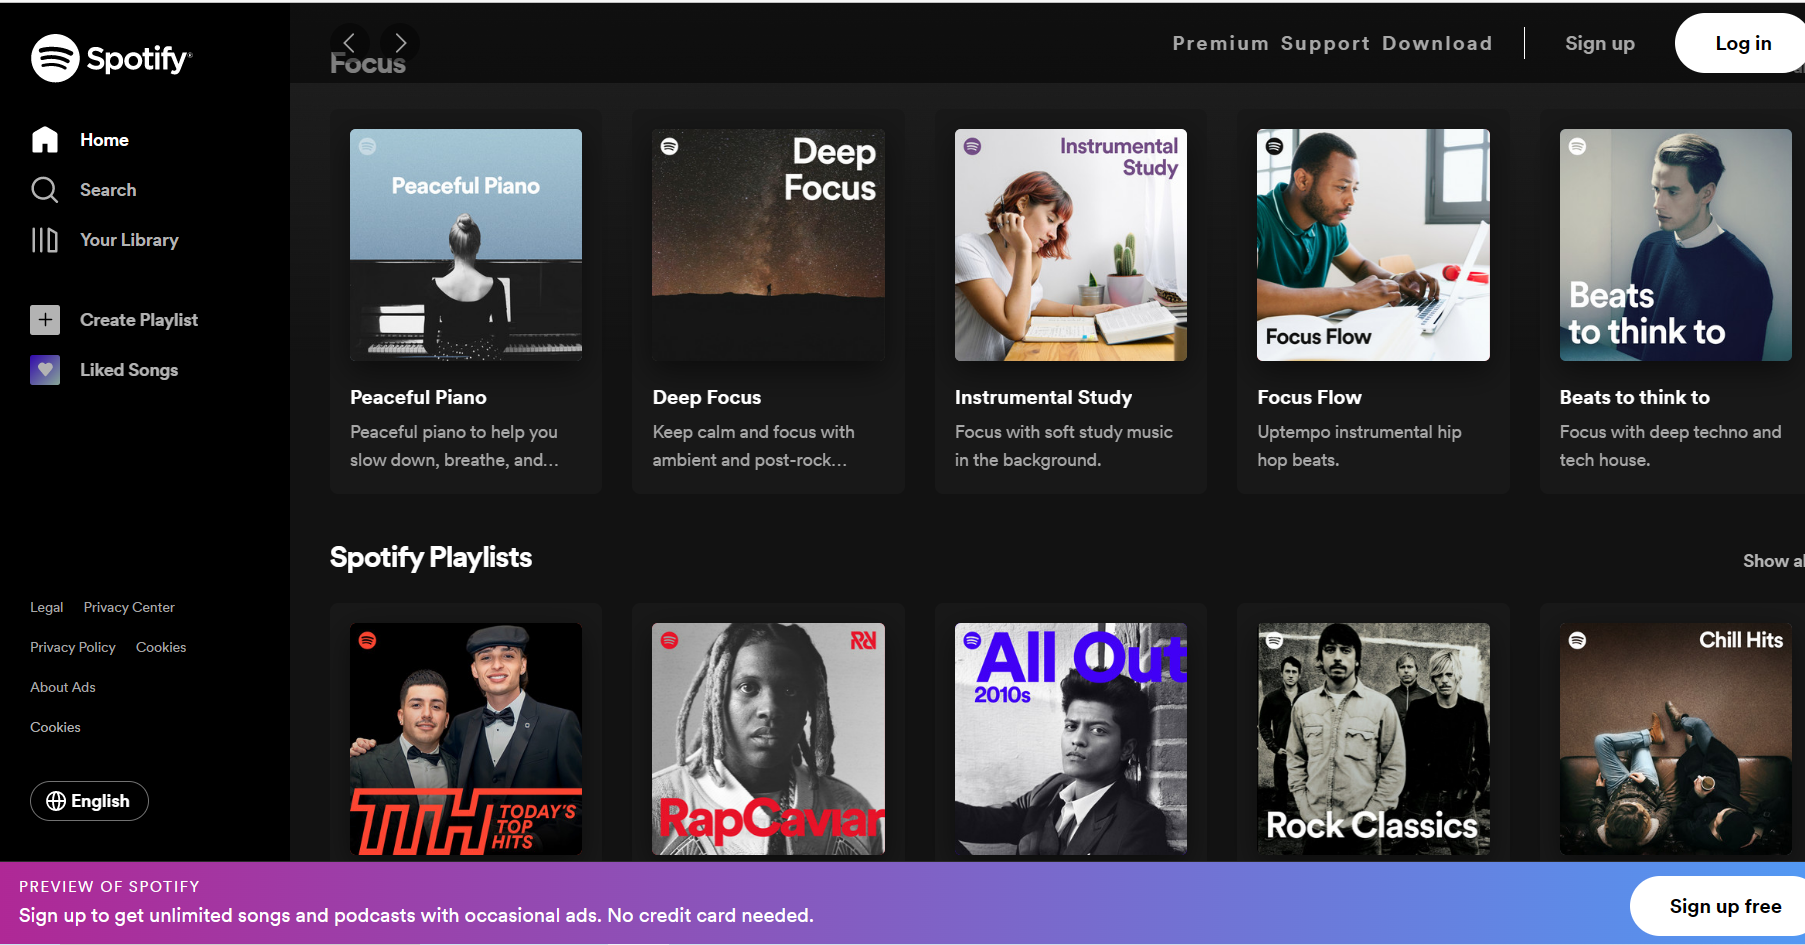 Spotify
Home
Search
Your Library
Create Playlist
Liked Songs
Legal Privacy Center
Privacy Policy Cookies
About Ads
Cookies
English
Premium Support Download
Sign up
Log in
Focus
Peaceful Piano
Deep
Focus
Instrumental
Study
Focus Flow
Beats
to think to
Peaceful Piano
Peaceful piano to help you
slow down, breathe, and...
Deep Focus
Keep calm and focus with
ambient and post-rock...
Instrumental Study
Focus with soft study music
in the background.
Focus Flow
Uptempo instrumental hip
hop beats.
Beats to think to
Focus with deep techno and
tech house.
Spotify Playlists
Show al
TTH TODAY'S
TOP
HITS
RapCaviar
All Out
2010s
Rock Classics
Chill Hits
PREVIEW OF SPOTIFY
Sign up to get unlimited songs and podcasts with occasional ads. No credit card needed.
Sign up free